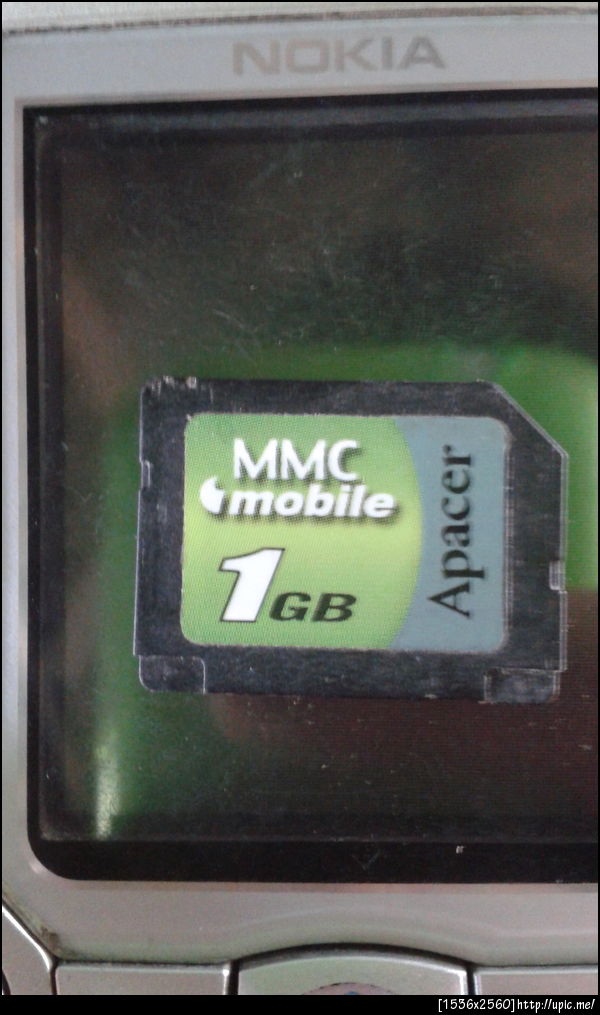 NOKIA
MMC
mobile
1GB
Apacer
[1536x2560]http://upic.me/